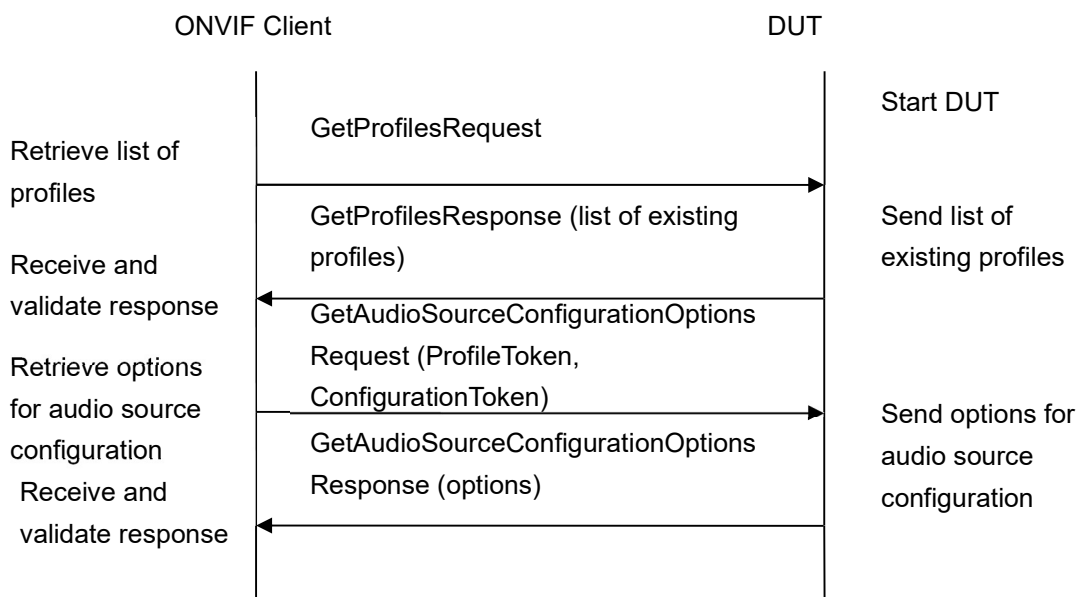 ONVIF Client
DUT
Start DUT
GetProfilesRequest
Retrieve list of
profiles
GetProfilesResponse (list of existing
profiles)
Send list of
existing profiles
Receive and
validate response
GetAudioSourceConfigurationOptions
Request (ProfileToken,
ConfigurationToken)
Retrieve options
for audio source
configuration
Send options for
audio source
configuration
GetAudioSourceConfigurationOptions
Response (options)
Receive and
validate response